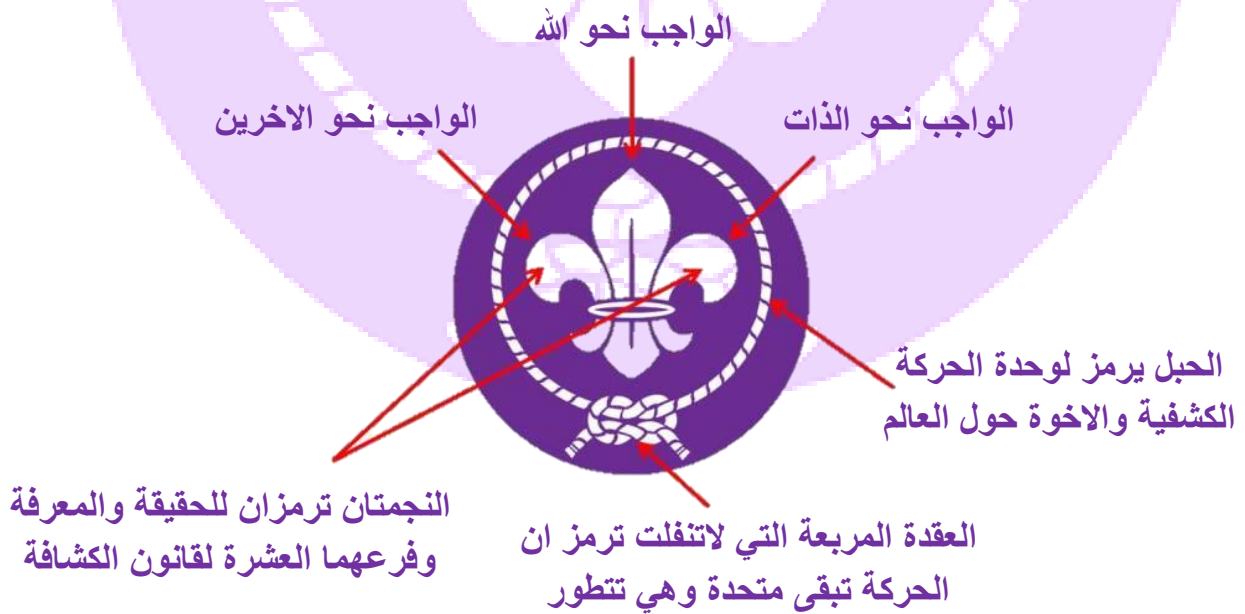 الواجب نحو الله
الواجب نحو الذات
الواجب نحو الاخرين
الحبل يرمز لوحدة الحركة
الكشفية والاخوة حول العالم
العقدة المربعة التي لاتنفلت ترمز ان
الحركة تبقى متحدة وهي تتطور
النجمتان ترمزان للحقيقة والمعرفة
وفرعهما العشرة لقانون الكشافة